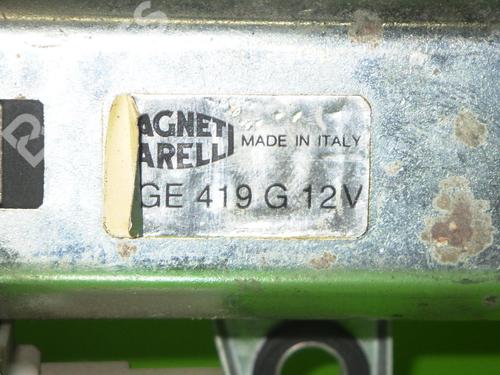 AGNETI
ARELLI
MADE IN ITALY
GE 419 G 12V